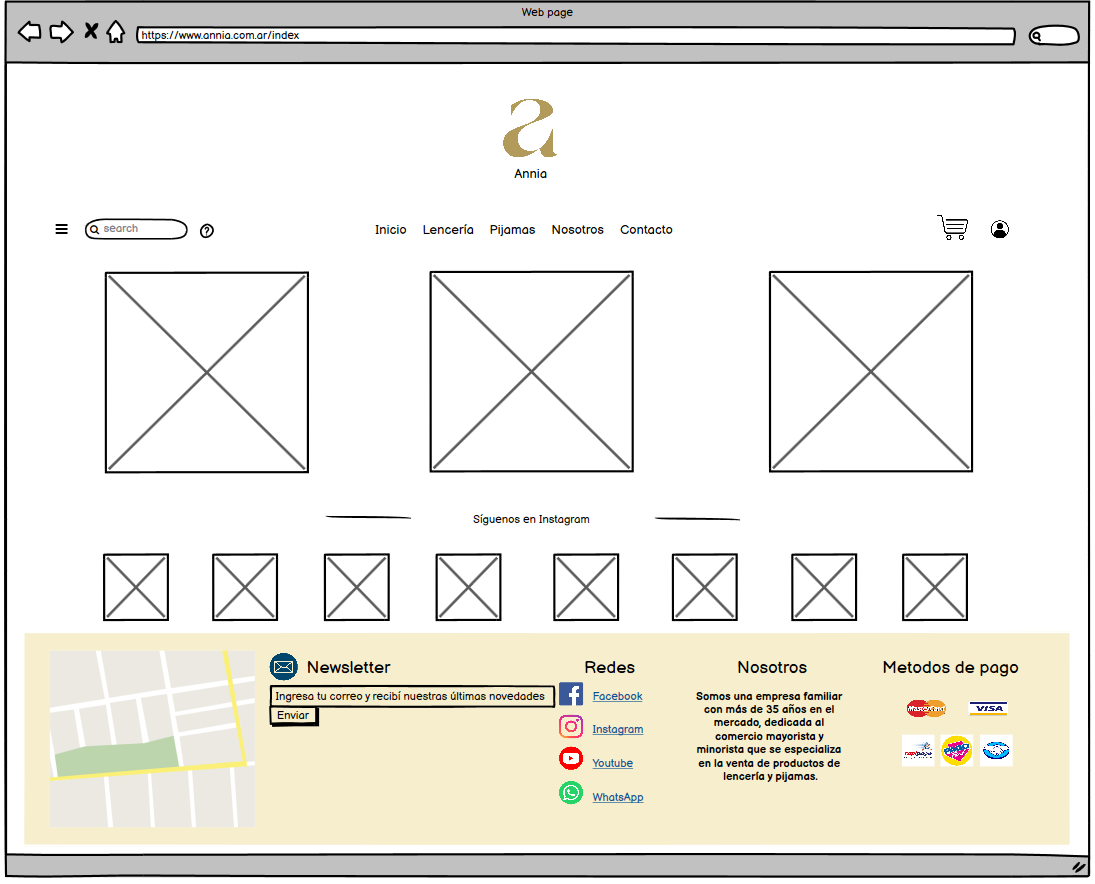 Web page
https://www.annia.com.ar/index
a
Annia
search
?
Inicio Lencería Pijamas Nosotros Contacto
Síguenos en Instagram
Newsletter
Ingresa tu correo y recibí nuestras últimas novedades
Enviar
Redes
Facebook
Instagram
Youtube
WhatsApp
Nosotros
Somos una empresa familiar
con más de 35 años en el
mercado, dedicada al
comercio mayorista y
minorista que se especializa
en la venta de productos de
lencería y pijamas.
Metodos de pago
MasterCard
VISA
rapipago